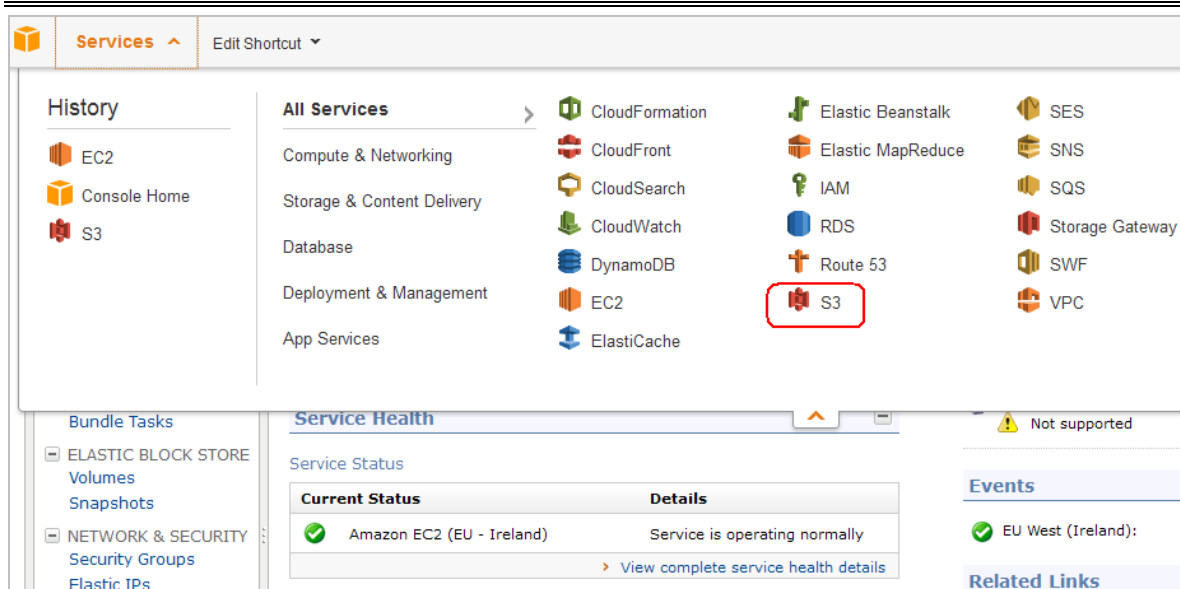 Services
Edit Shortcut
History
EC2
Console Home
S3
All Services
Compute & Networking
Storage & Content Delivery
Database
Deployment & Management
App Services
CloudFormation
CloudFront
CloudSearch
CloudWatch
DynamoDB
EC2
ElastiCache
Elastic Beanstalk
Elastic MapReduce
IAM
RDS
Route 53
S3
SES
SNS
SQS
Storage Gateway
SWF
VPC
Bundle Tasks
ELASTIC BLOCK STORE
Volumes
Snapshots
NETWORK & SECURITY
Security Groups
Elastic IPs
Service Health
Service Status
Current Status Details
Amazon EC2 (EU - Ireland) Service is operating normally
View complete service health details
Not supported
Events
EU West (Ireland):
Related Links